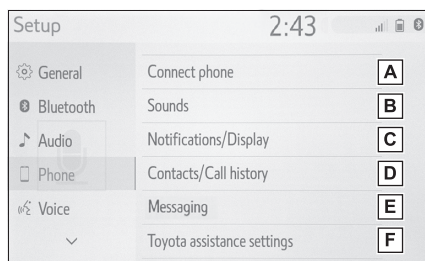 Setup 2:43
General
Bluetooth
Audio
Phone
Voice
Connect phone A
Sounds B
Notifications/Display C
Contacts/Call history D
Messaging E
Toyota assistance settings F